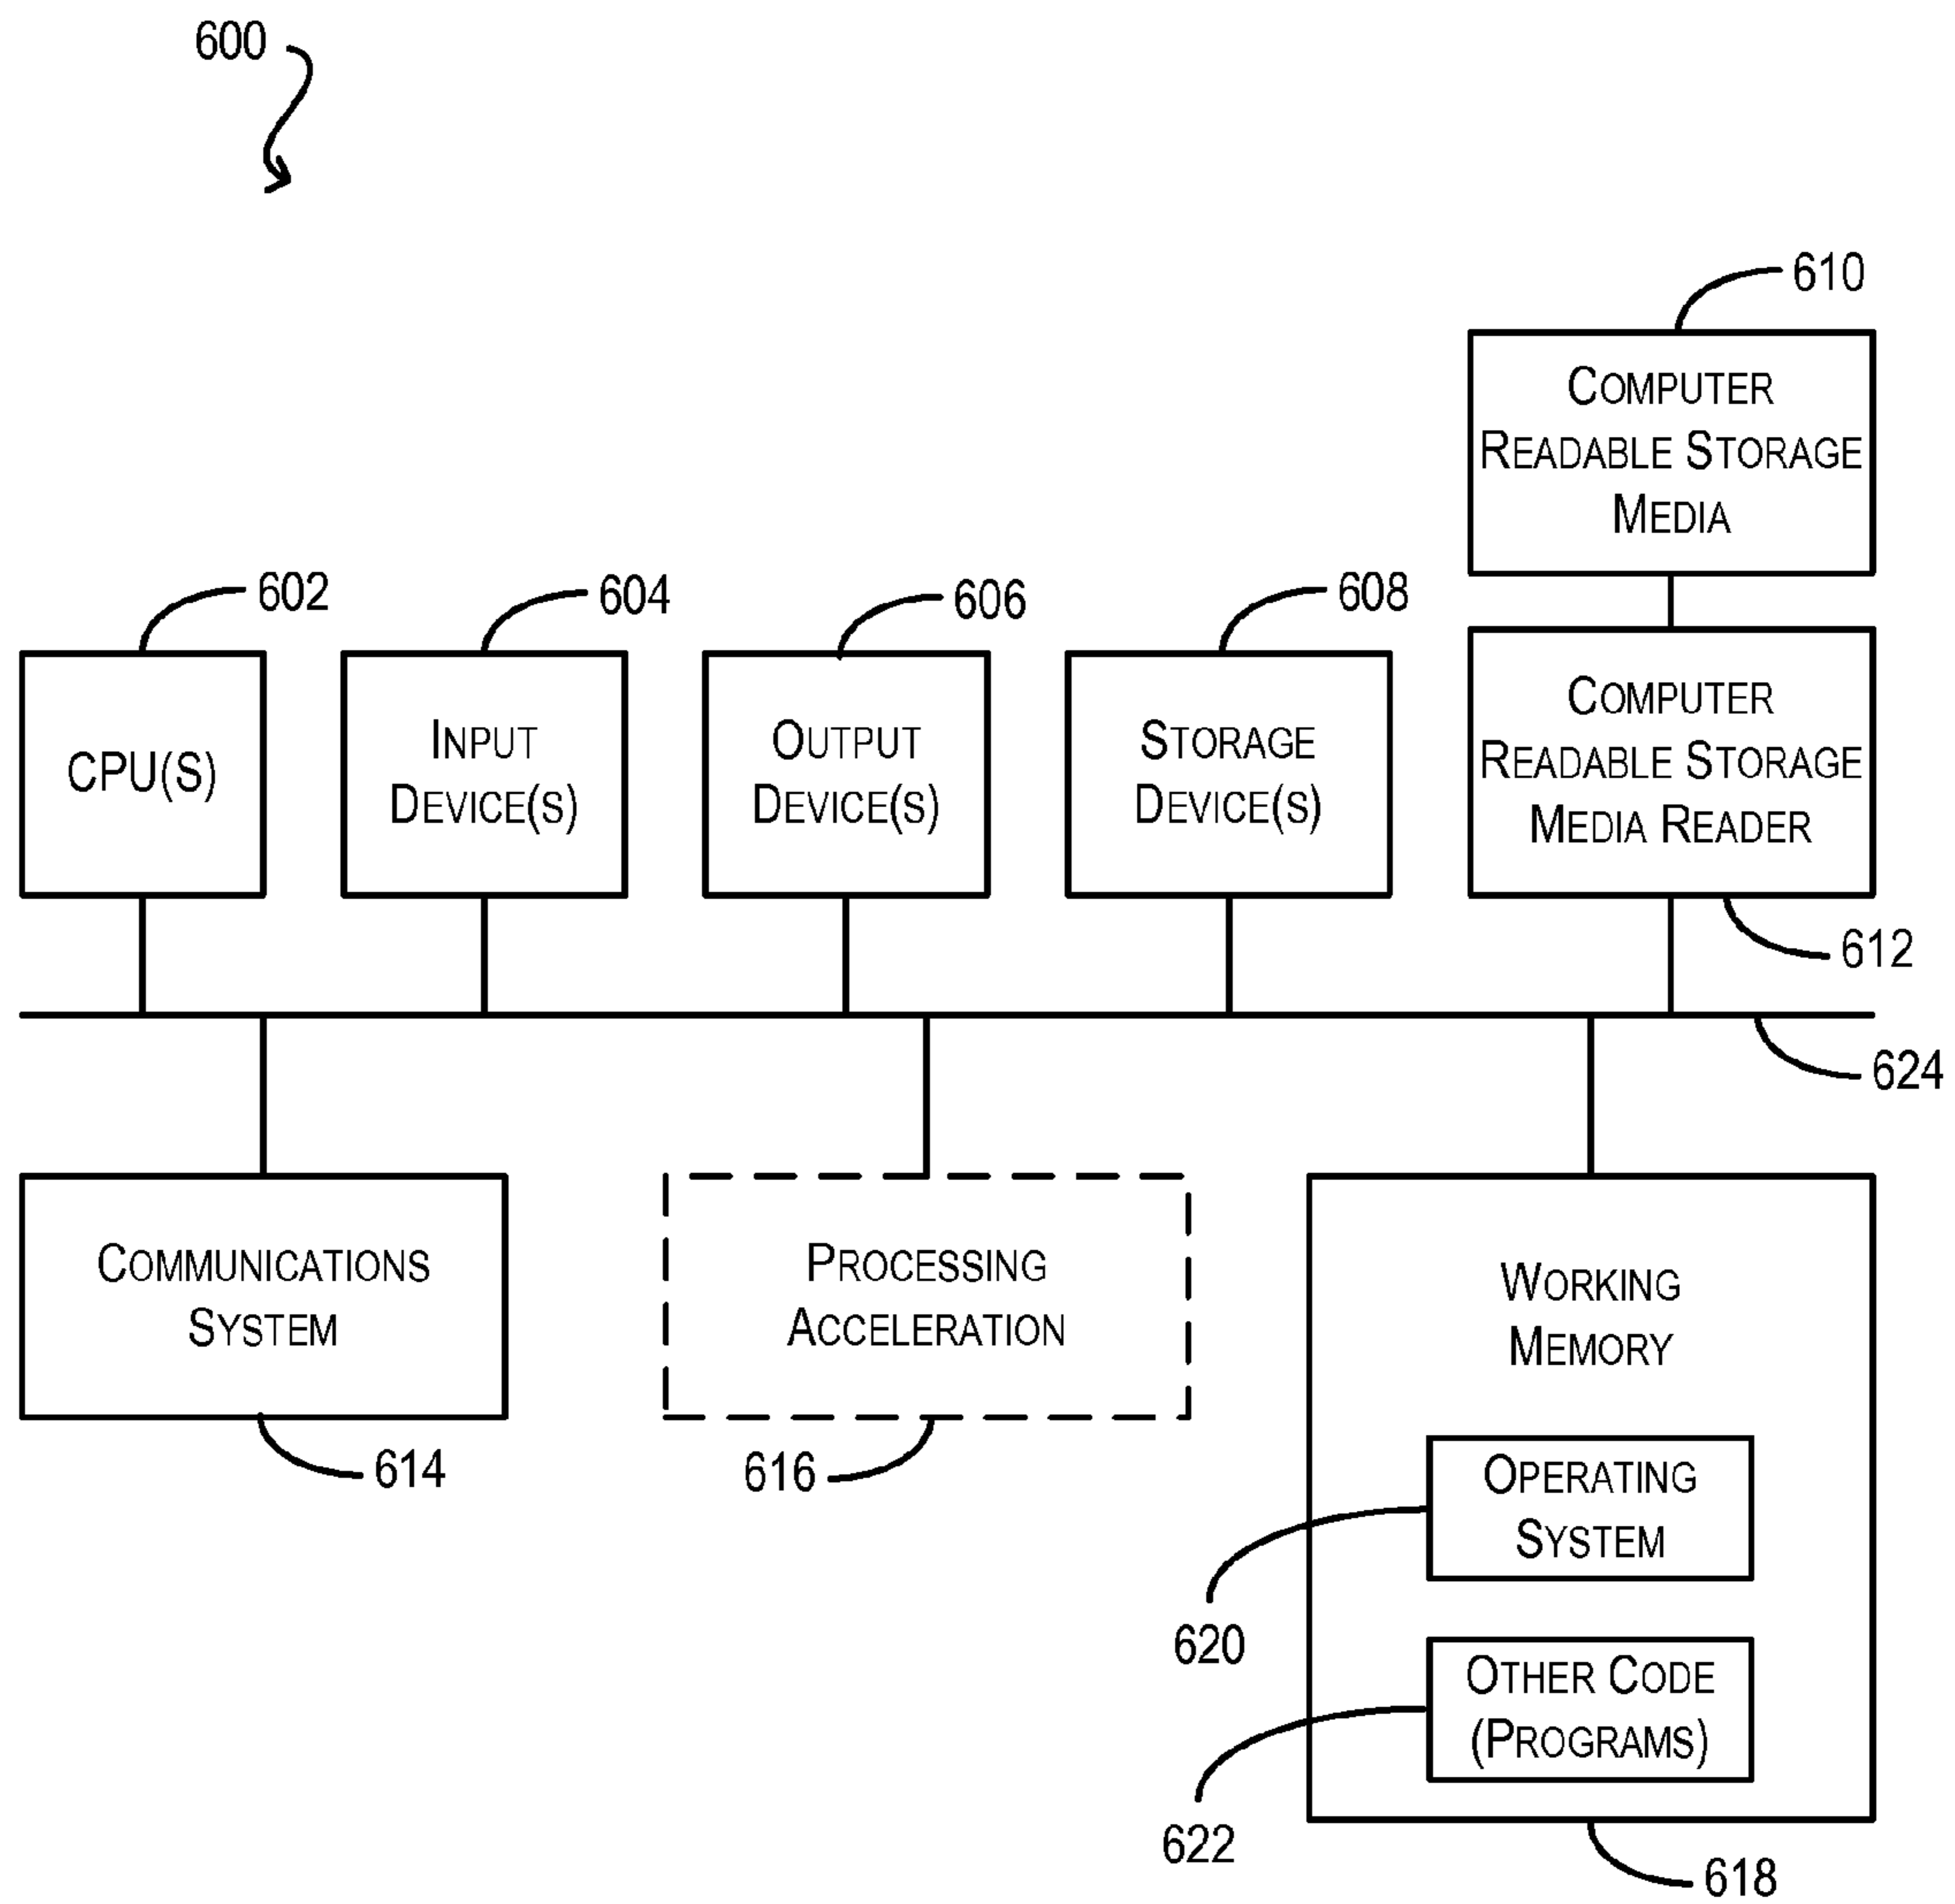 600
610
COMPUTER
READABLE STORAGE
MEDIA
602
604
606
608
CPU(S)
INPUT
DEVICE(S)
OUTPUT
DEVICE(S)
STORAGE
DEVICE(S)
COMPUTER
READABLE STORAGE
MEDIA READER
612
624
COMMUNICATIONS
SYSTEM
614
PROCESSING
ACCELERATION
616
WORKING
MEMORY
OPERATING
SYSTEM
620
OTHER CODE
(PROGRAMS)
622
618